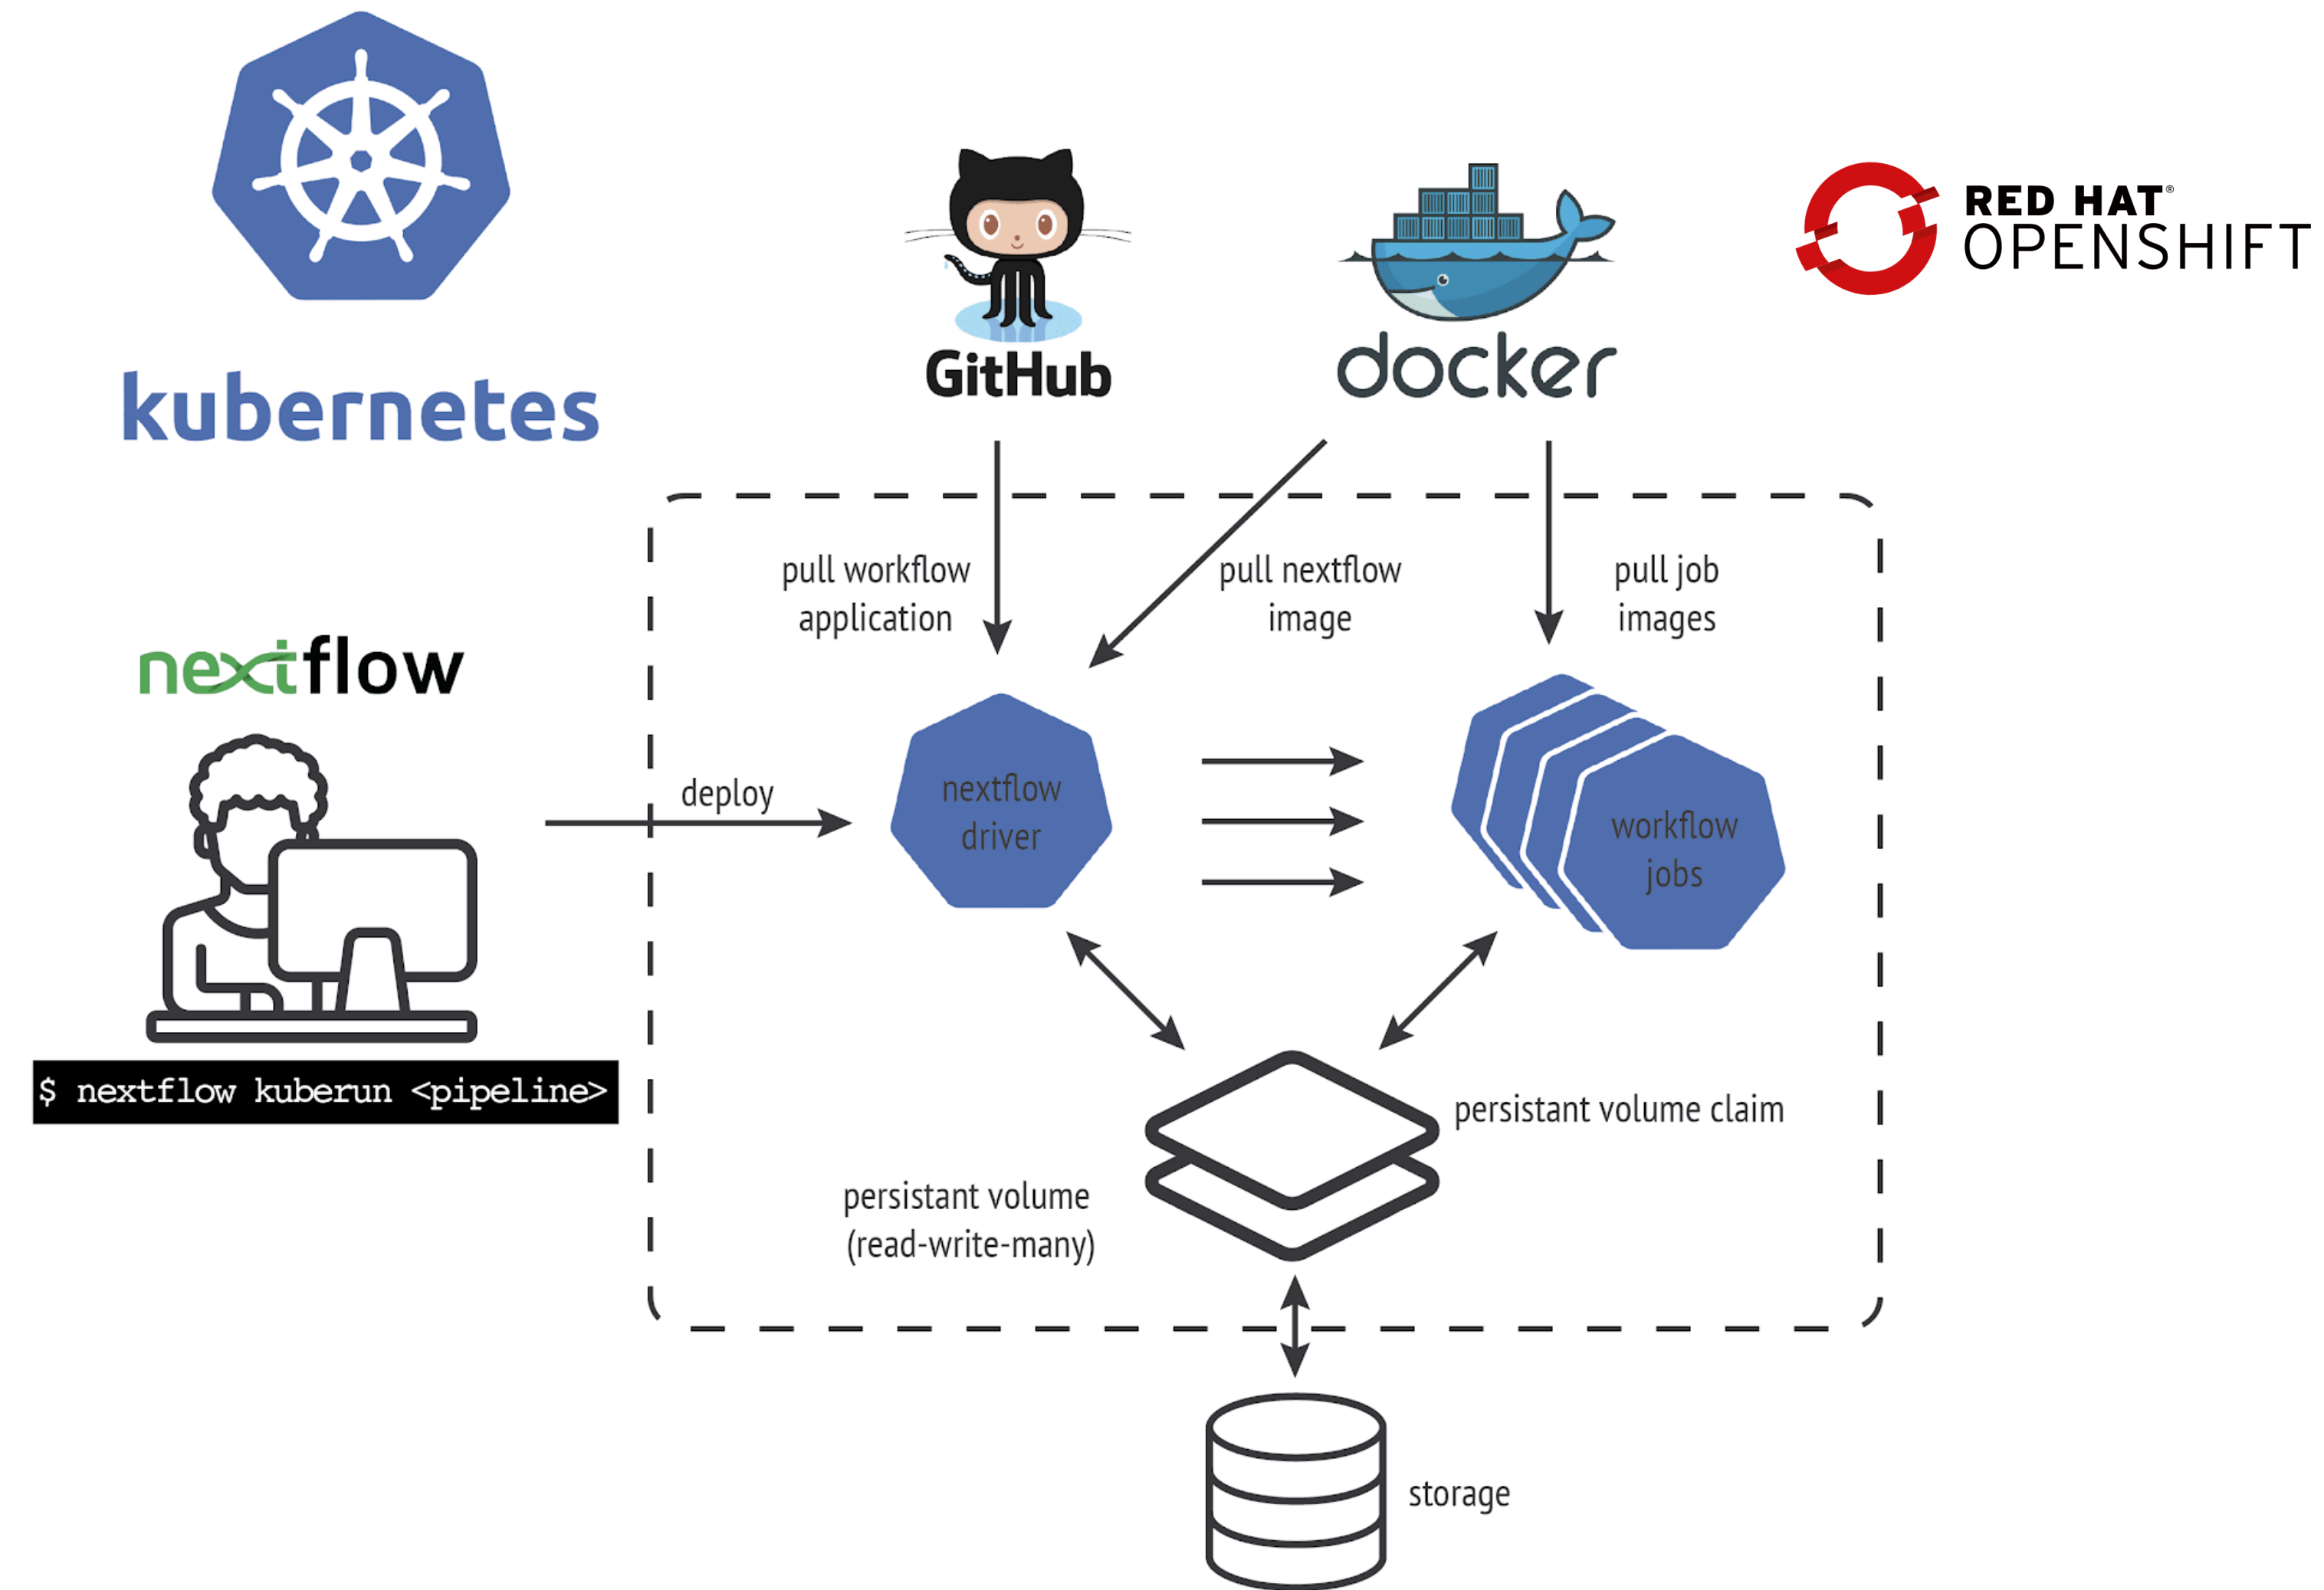 kubernetes
GitHub
docker
RED HAT®
OPENSHIFT
pull workflow
application
pull nextflow
image
pull job
images
nextflow
deploy
nextflow
driver
workflow
jobs
$ nextflow kuberun <pipeline>
persistant volume claim
persistant volume
(read-write-many)
storage